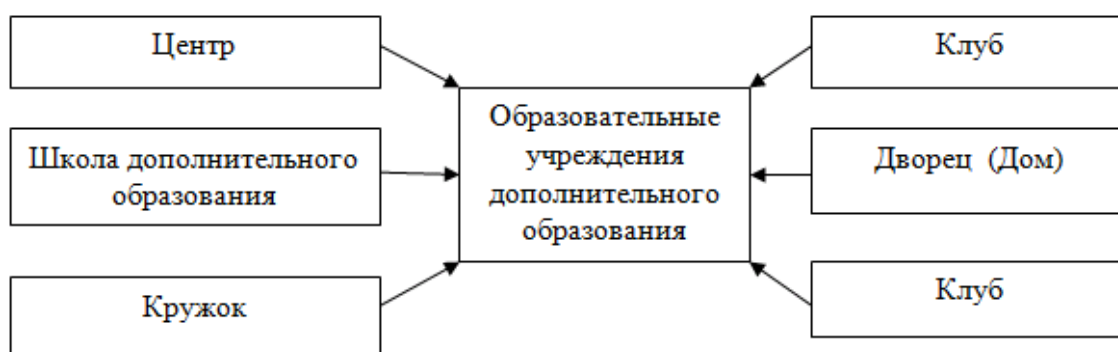 Центр
Клуб
Образовательные
учреждения
дополнительного
образования
Школа дополнительного
образования
Дворец (Дом)
Кружок
Клуб